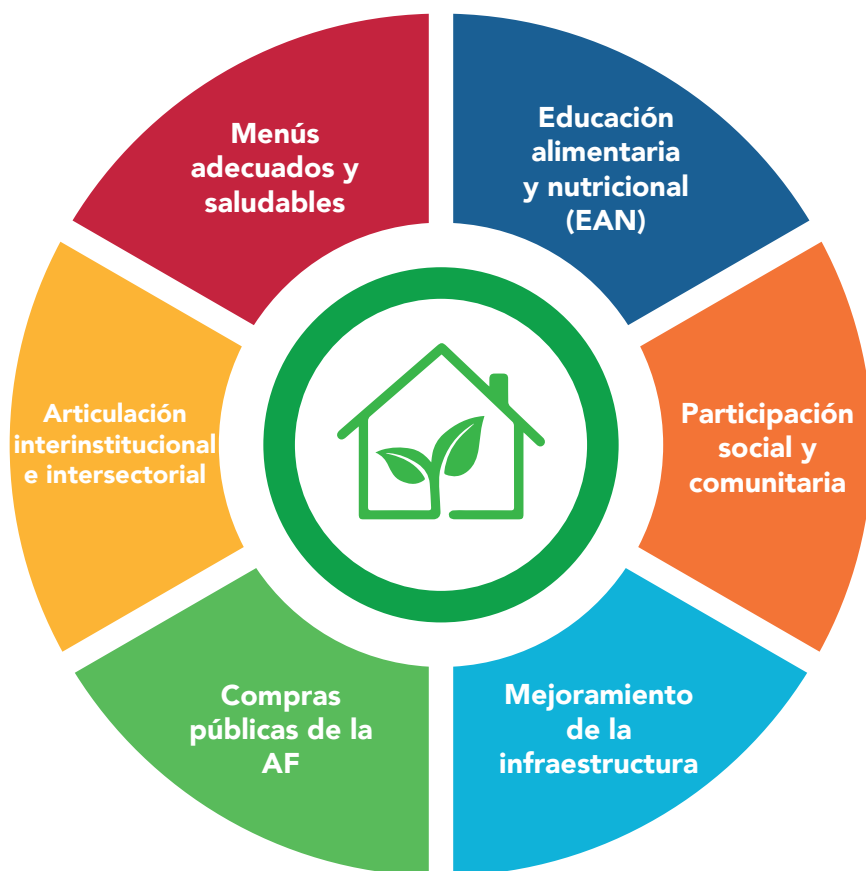 Menús
adecuados y
saludables
Educación
alimentaria
y nutricional
(EAN)
Articulación
interinstitucional
e intersectorial
Participación
social y
comunitaria
Compras
públicas de la
AF
Mejoramiento
de la
infraestructura